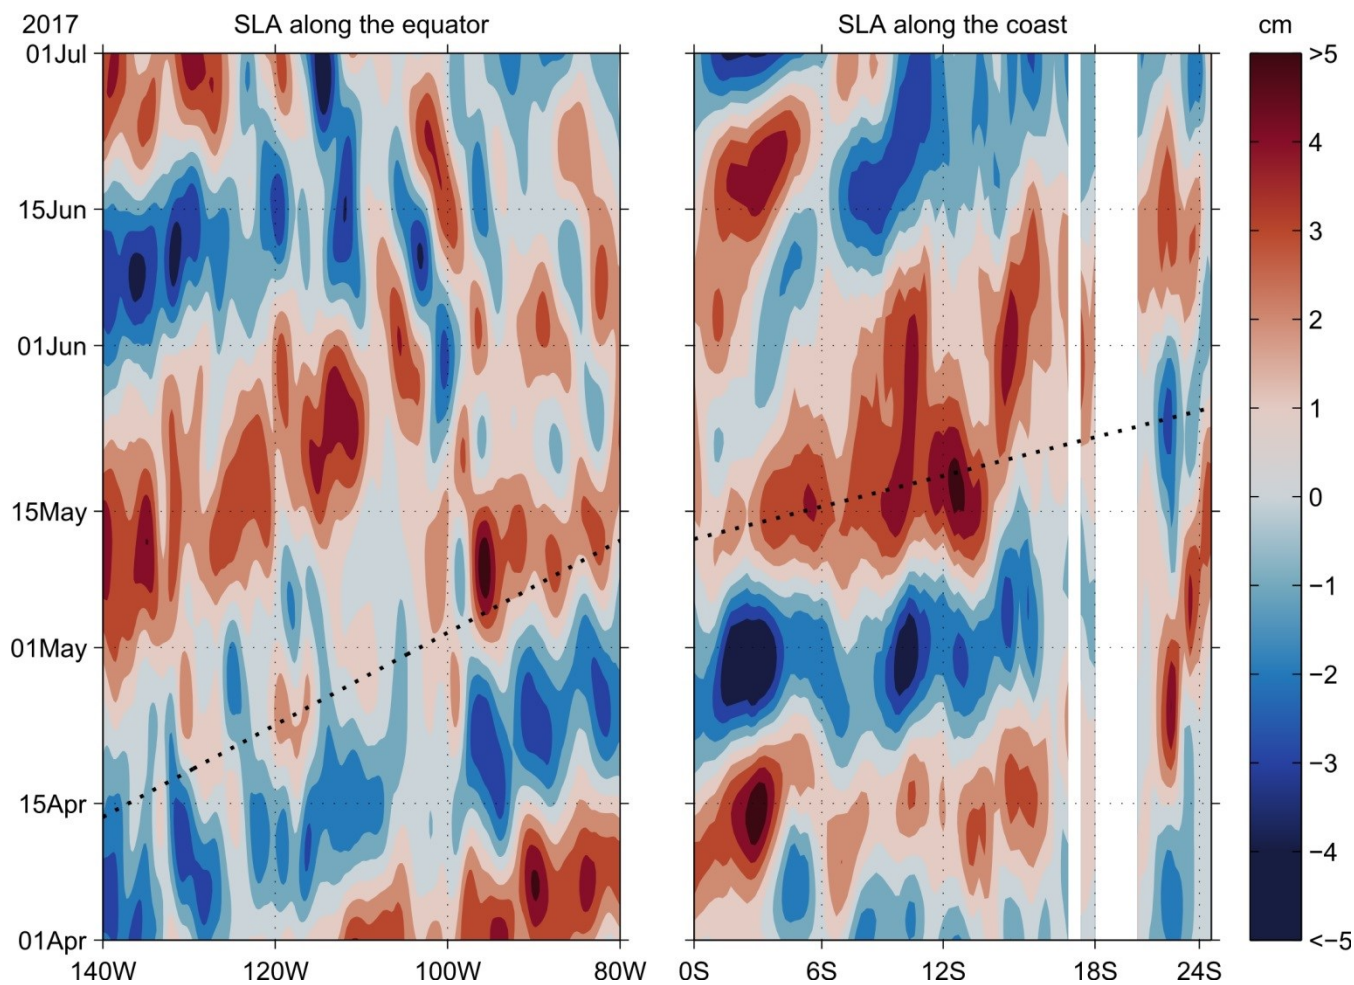 2017 SLA along the equator SLA along the coast cm
01Jul
15Jun
01Jun
15May
01May
15Apr
01Apr
140W 120W 100W 80W
0S 6S 12S 18S 24S
>5
4
3
2
1
0
−1
−2
−3
−4
<−5